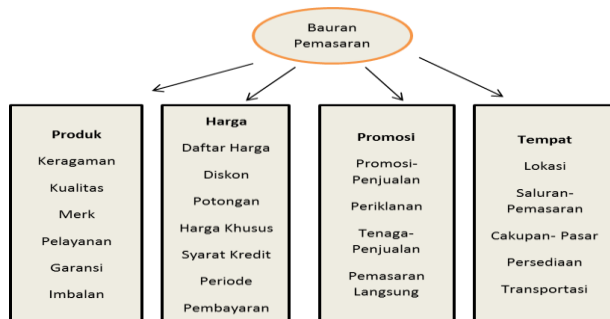 Bauran
Pemasaran
Produk
Keragaman
Kualitas
Merk
Pelayanan
Garansi
Imbalan
Harga
Daftar Harga
Diskon
Potongan
Harga Khusus
Syarat Kredit
Periode
Pembayaran
Promosi
Promosi-
Penjualan
Periklanan
Tenaga-
Penjualan
Pemasaran
Langsung
Tempat
Lokasi
Saluran-
Pemasaran
Cakupan- Pasar
Persediaan
Transportasi